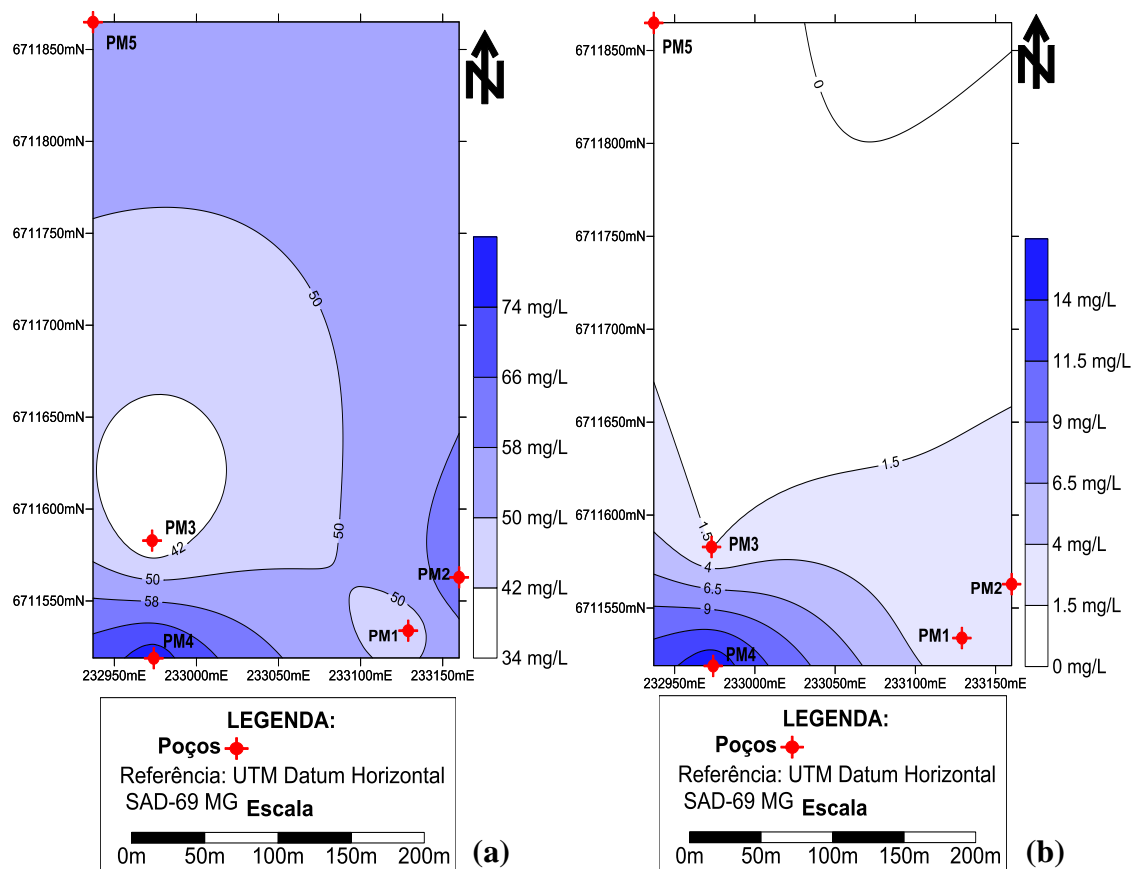 PM5
6711850mN
6711800mN
6711750mN
6711700mN
6711650mN
6711600mN
6711550mN
N
50
42
50
50
58
50
PM3
PM2
PM1
PM4
232950mE 233000mE 233050mE 233100mE 233150mE
74 mg/L
66 mg/L
58 mg/L
50 mg/L
42 mg/L
34 mg/L
LEGENDA:
Poços
Referência: UTM Datum Horizontal
SAD-69 MG Escala
0m 50m 100m 150m 200m
(a)
PM5
6711850mN
6711800mN
6711750mN
6711700mN
6711650mN
6711600mN
6711550mN
N
0
1.5
1.5
PM3
4
6.5
9
PM2
PM1
PM4
232950mE 233000mE 233050mE 233100mE 233150mE
14 mg/L
11.5 mg/L
9 mg/L
6.5 mg/L
4 mg/L
1.5 mg/L
0 mg/L
LEGENDA:
Poços
Referência: UTM Datum Horizontal
SAD-69 MG Escala
0m 50m 100m 150m 200m
(b)